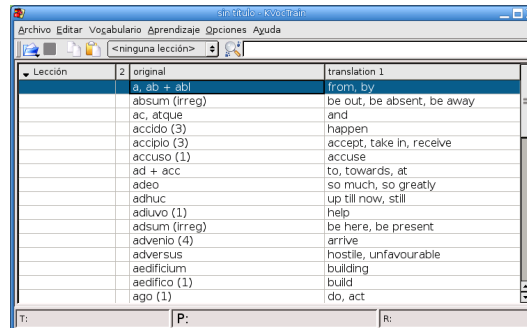 sin título - KVocTrain
Archivo Editar Vocabulario Aprendizaje Opciones Ayuda
<ninguna lección>
Lección 2 original translation 1
a, ab + abl from, by
absum (irreg) be out, be absent, be away
ac, atque and
accido (3) happen
accipio (3) accept, take in, receive
accuso (1) accuse
ad + acc to, towards, at
adeo so much, so greatly
adhuc up till now, still
adiuvo (1) help
adsum (irreg) be here, be present
advenio (4) arrive
adversus hostile, unfavourable
aedificium building
aedifico (1) build
ago (1) do, act
T: P: R: